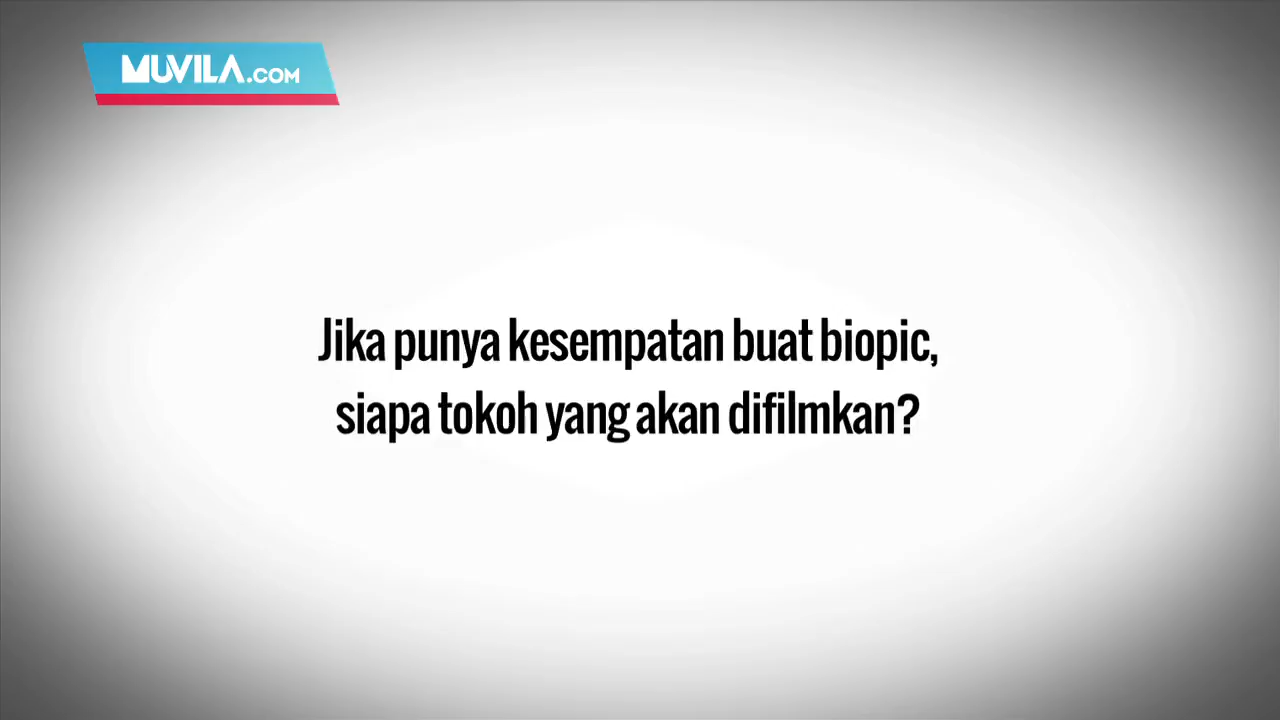 MUVILA.COM
Jika punya kesempatan buat biopic,
siapa tokoh yang akan difilmkan?